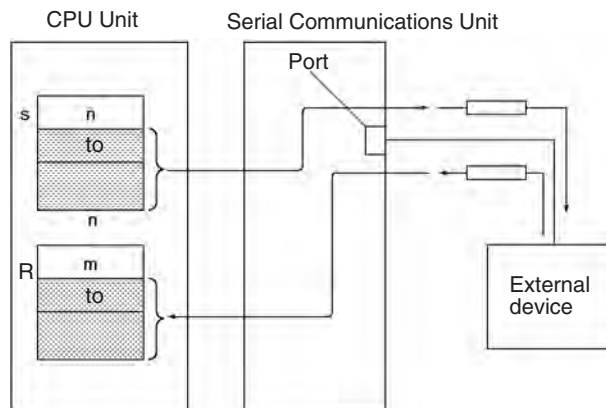 CPU Unit
Serial Communications Unit
Port
s
n
to
n
R
m
to
External
device